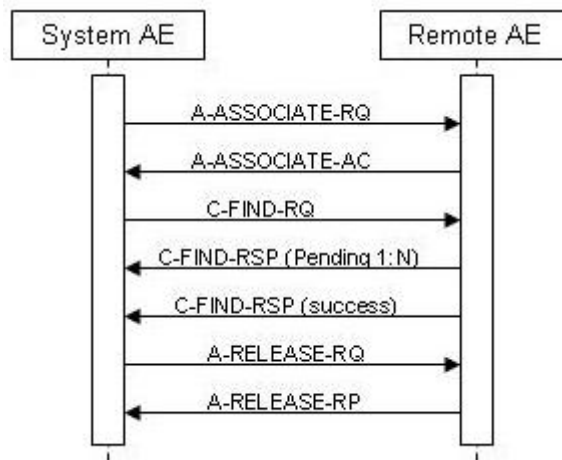 System AE
Remote AE
A-ASSOCIATE-RQ
A-ASSOCIATE-AC
C-FIND-RQ
C-FIND-RSP (Pending 1:N)
C-FIND-RSP (success)
A-RELEASE-RQ
A-RELEASE-RP